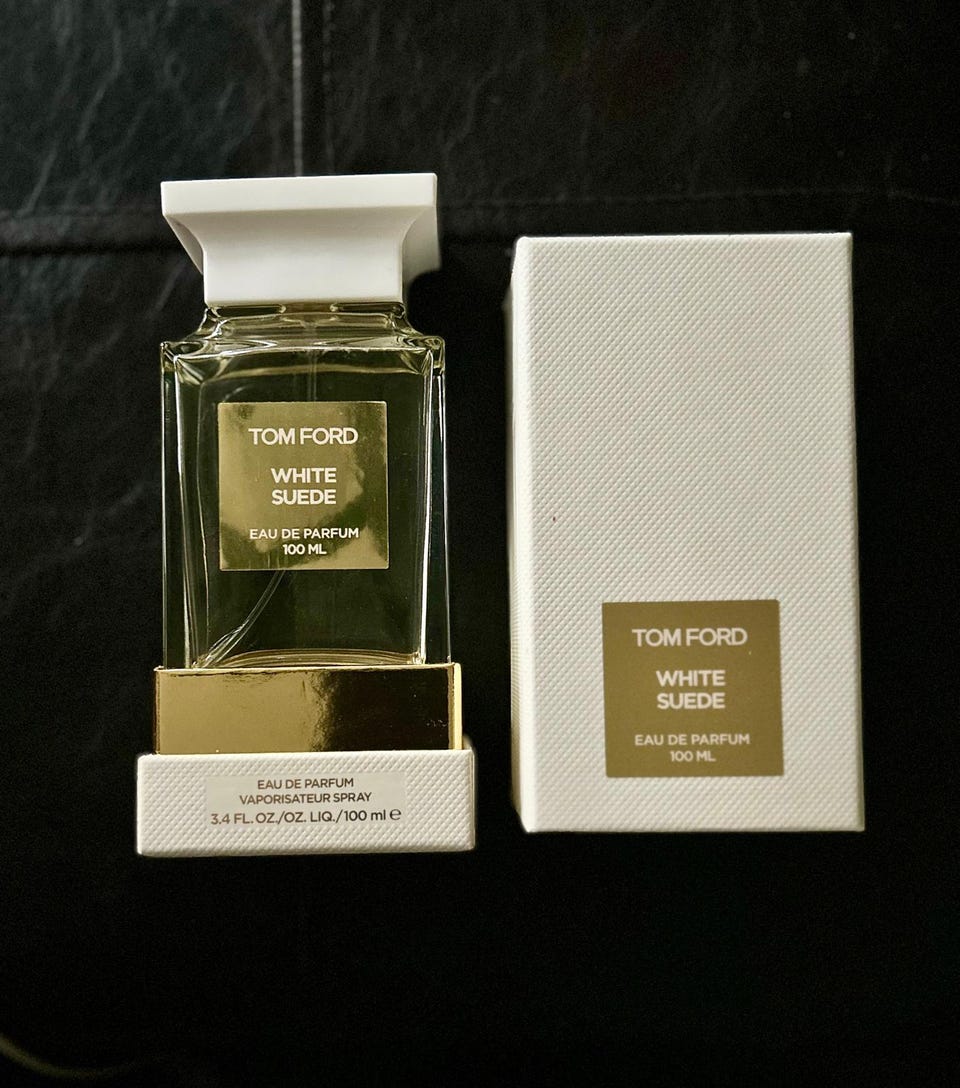 TOM FORD
WHITE
SUEDE
EAU DE PARFUM
100 ML
EAU DE PARFUM
VAPORISATEUR SPRAY
3.4 FL. OZ./OZ. LIQ./100 ml ℮
TOM FORD
WHITE
SUEDE
EAU DE PARFUM
100 ML